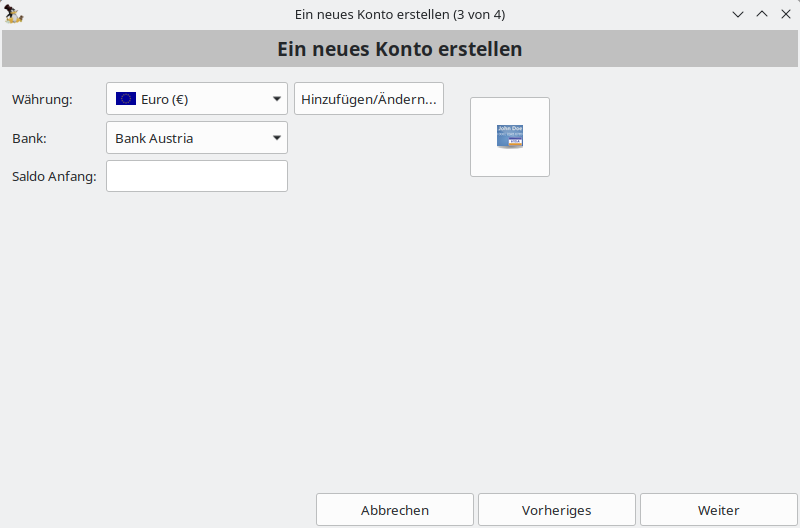 Ein neues Konto erstellen (3 von 4)
Ein neues Konto erstellen
Währung:
Euro (€)
Hinzufügen/Ändern...
John Doe
Bank:
Bank Austria
Saldo Anfang:
Abbrechen
Vorheriges
Weiter